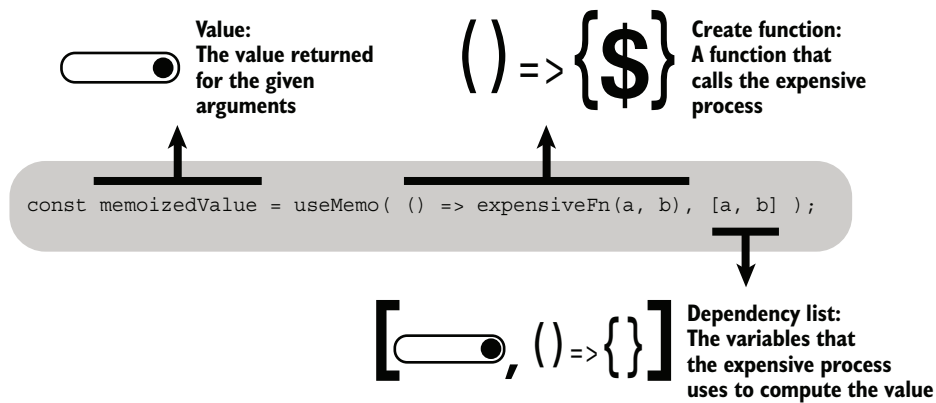 Value:
The value returned
for the given
arguments
() => {$}
Create function:
A function that
calls the expensive
process
const memoizedValue = useMemo( () => expensiveFn(a, b), [a, b] );
[ , () => {} ]
Dependency list:
The variables that
the expensive process
uses to compute the value